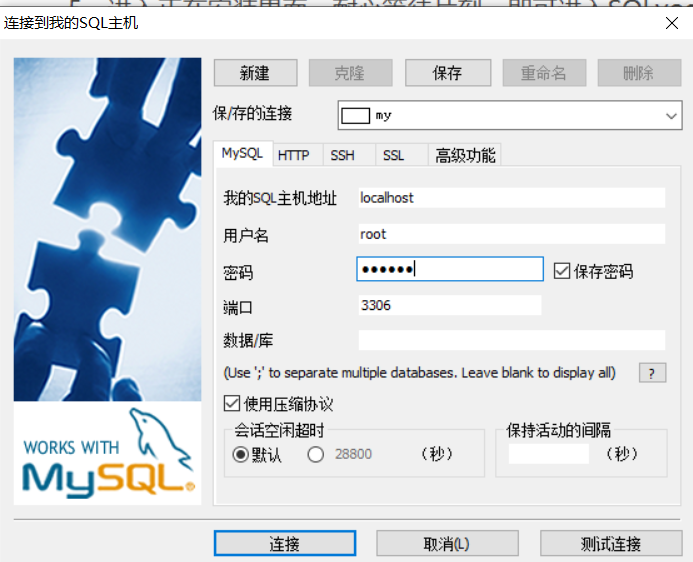 连接到我的SQL主机
新建 克隆 保存 重命名 删除
保/存的连接 my
MySQL HTTP SSH SSL 高级功能
我的SQL主机地址 localhost
用户名 root
密码 ●●●●●● 保存密码
端口 3306
数据/库
(Use ';' to separate multiple databases. Leave blank to display all) ?
使用压缩协议
会话空闲超时 保持活动的间隔
默认 28800 （秒） （秒）
WORKS WITH
MySQL®
连接 取消(L) 测试连接